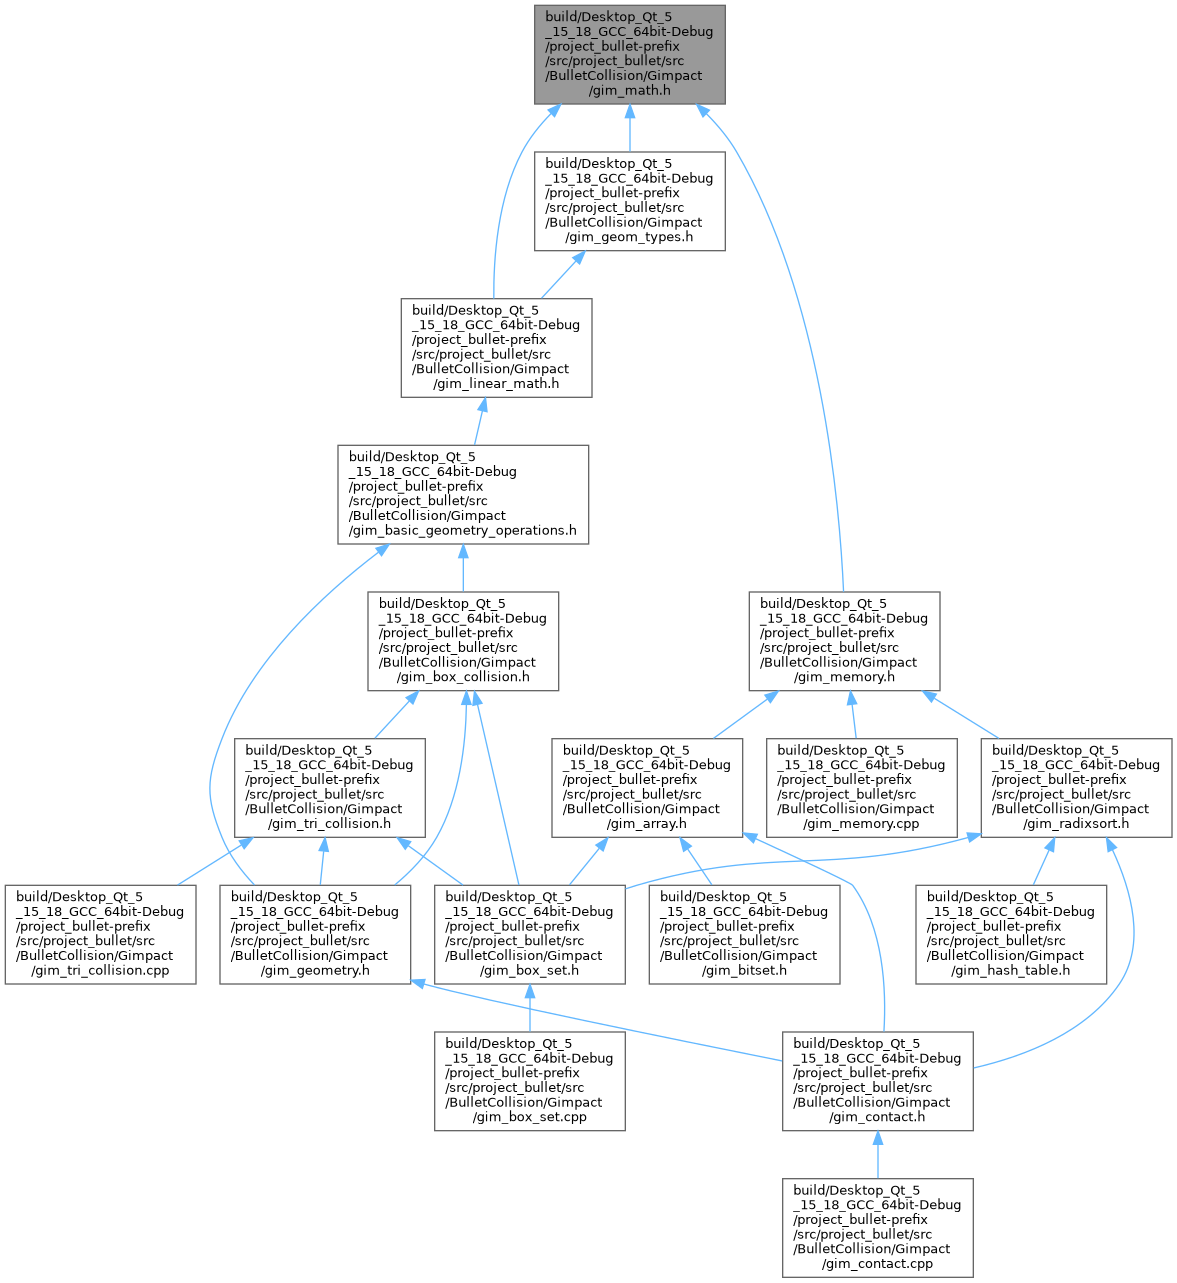 build/Desktop_Qt_5
_15_18_GCC_64bit-Debug
/project_bullet-prefix
/src/project_bullet/src
/BulletCollision/Gimpact
/gim_math.h
build/Desktop_Qt_5
_15_18_GCC_64bit-Debug
/project_bullet-prefix
/src/project_bullet/src
/BulletCollision/Gimpact
/gim_geom_types.h
build/Desktop_Qt_5
_15_18_GCC_64bit-Debug
/project_bullet-prefix
/src/project_bullet/src
/BulletCollision/Gimpact
/gim_linear_math.h
build/Desktop_Qt_5
_15_18_GCC_64bit-Debug
/project_bullet-prefix
/src/project_bullet/src
/BulletCollision/Gimpact
/gim_basic_geometry_operations.h
build/Desktop_Qt_5
_15_18_GCC_64bit-Debug
/project_bullet-prefix
/src/project_bullet/src
/BulletCollision/Gimpact
/gim_box_collision.h
build/Desktop_Qt_5
_15_18_GCC_64bit-Debug
/project_bullet-prefix
/src/project_bullet/src
/BulletCollision/Gimpact
/gim_memory.h
build/Desktop_Qt_5
_15_18_GCC_64bit-Debug
/project_bullet-prefix
/src/project_bullet/src
/BulletCollision/Gimpact
/gim_tri_collision.h
build/Desktop_Qt_5
_15_18_GCC_64bit-Debug
/project_bullet-prefix
/src/project_bullet/src
/BulletCollision/Gimpact
/gim_array.h
build/Desktop_Qt_5
_15_18_GCC_64bit-Debug
/project_bullet-prefix
/src/project_bullet/src
/BulletCollision/Gimpact
/gim_memory.cpp
build/Desktop_Qt_5
_15_18_GCC_64bit-Debug
/project_bullet-prefix
/src/project_bullet/src
/BulletCollision/Gimpact
/gim_radixsort.h
build/Desktop_Qt_5
_15_18_GCC_64bit-Debug
/project_bullet-prefix
/src/project_bullet/src
/BulletCollision/Gimpact
/gim_tri_collision.cpp
build/Desktop_Qt_5
_15_18_GCC_64bit-Debug
/project_bullet-prefix
/src/project_bullet/src
/BulletCollision/Gimpact
/gim_geometry.h
build/Desktop_Qt_5
_15_18_GCC_64bit-Debug
/project_bullet-prefix
/src/project_bullet/src
/BulletCollision/Gimpact
/gim_box_set.h
build/Desktop_Qt_5
_15_18_GCC_64bit-Debug
/project_bullet-prefix
/src/project_bullet/src
/BulletCollision/Gimpact
/gim_bitset.h
build/Desktop_Qt_5
_15_18_GCC_64bit-Debug
/project_bullet-prefix
/src/project_bullet/src
/BulletCollision/Gimpact
/gim_hash_table.h
build/Desktop_Qt_5
_15_18_GCC_64bit-Debug
/project_bullet-prefix
/src/project_bullet/src
/BulletCollision/Gimpact
/gim_box_set.cpp
build/Desktop_Qt_5
_15_18_GCC_64bit-Debug
/project_bullet-prefix
/src/project_bullet/src
/BulletCollision/Gimpact
/gim_contact.h
build/Desktop_Qt_5
_15_18_GCC_64bit-Debug
/project_bullet-prefix
/src/project_bullet/src
/BulletCollision/Gimpact
/gim_contact.cpp